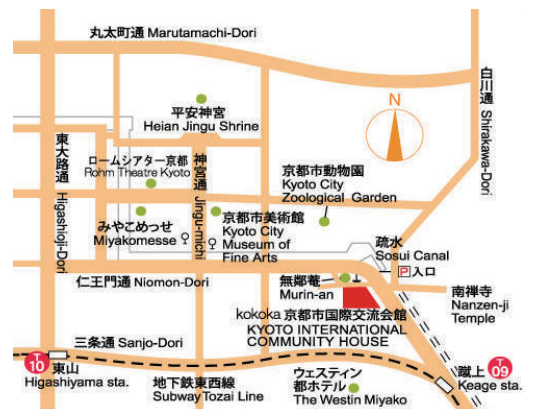 丸太町通 Marutamachi-Dori
白川通 Shirakawa-Dori
N
平安神宮
Heian Jingu Shrine
東大路通 Higashioji-Dori
ロームシアター京都
Rohm Theatre Kyoto
神宮通 Jingu-michi
京都市動物園
Kyoto City
Zoological Garden
みやこめっせ
Miyakomesse
京都市美術館
Kyoto City
Museum of
Fine Arts
疏水
Sosui Canal
P 入口
仁王門通 Niomon-Dori
無鄰菴
Murin-an
南禅寺
Nanzen-ji
Temple
kokoka 京都市国際交流会館
KYOTO INTERNATIONAL
COMMUNITY HOUSE
三条通 Sanjo-Dori
T
10
東山
Higashiyama sta.
地下鉄東西線
Subway Tozai Line
ウェスティン
都ホテル
The Westin Miyako
蹴上
T
09
Keage sta.